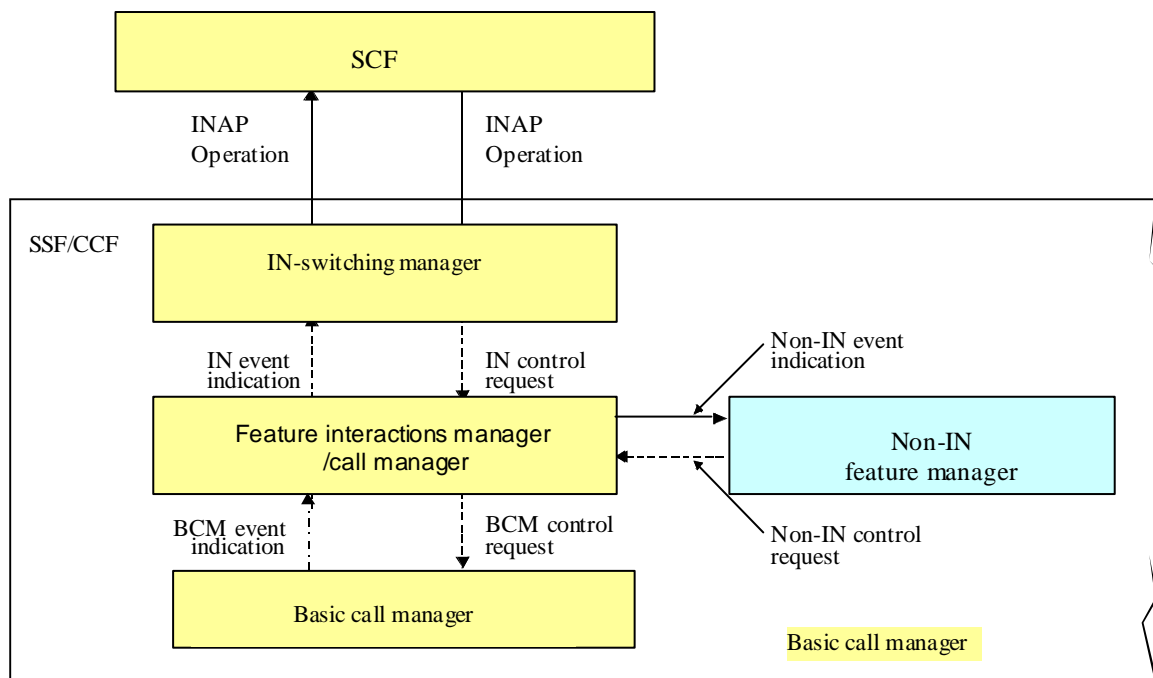 SCF
INAP
Operation
INAP
Operation
SSF/CCF
IN-switching manager
IN event
indication
IN control
request
Non-IN event
indication
Feature interactions manager
/call manager
Non-IN
feature manager
BCM event
indication
BCM control
request
Non-IN control
request
Basic call manager
Basic call manager